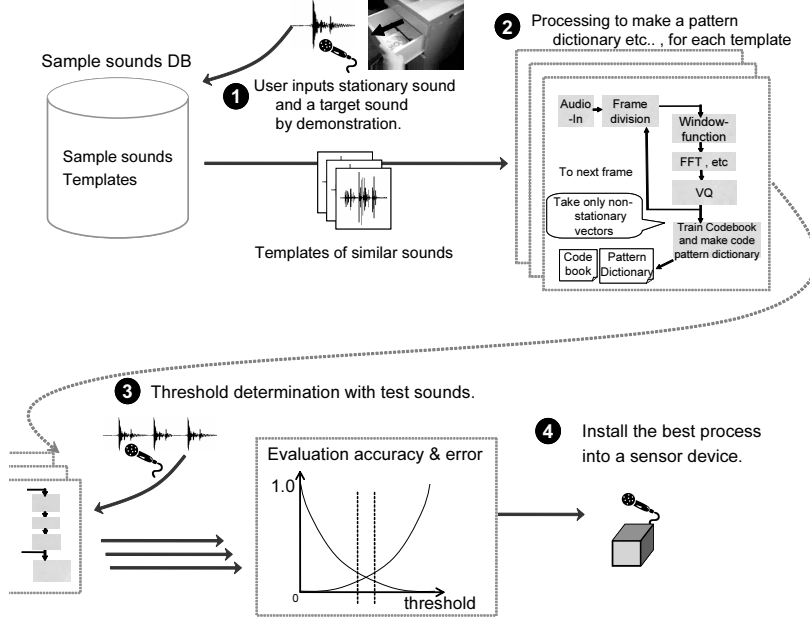 Sample sounds DB
Sample sounds
Templates
1 User inputs stationary sound
and a target sound
by demonstration.
Templates of similar sounds
2 Processing to make a pattern
dictionary etc.. , for each template
Audio
-In
Frame
division
Window-
function
FFT , etc
VQ
To next frame
Take only non-
stationary
vectors
Train Codebook
and make code
pattern dictionary
Code
book
Pattern
Dictionary
3 Threshold determination with test sounds.
Evaluation accuracy & error
1.0
0
threshold
4 Install the best process
into a sensor device.